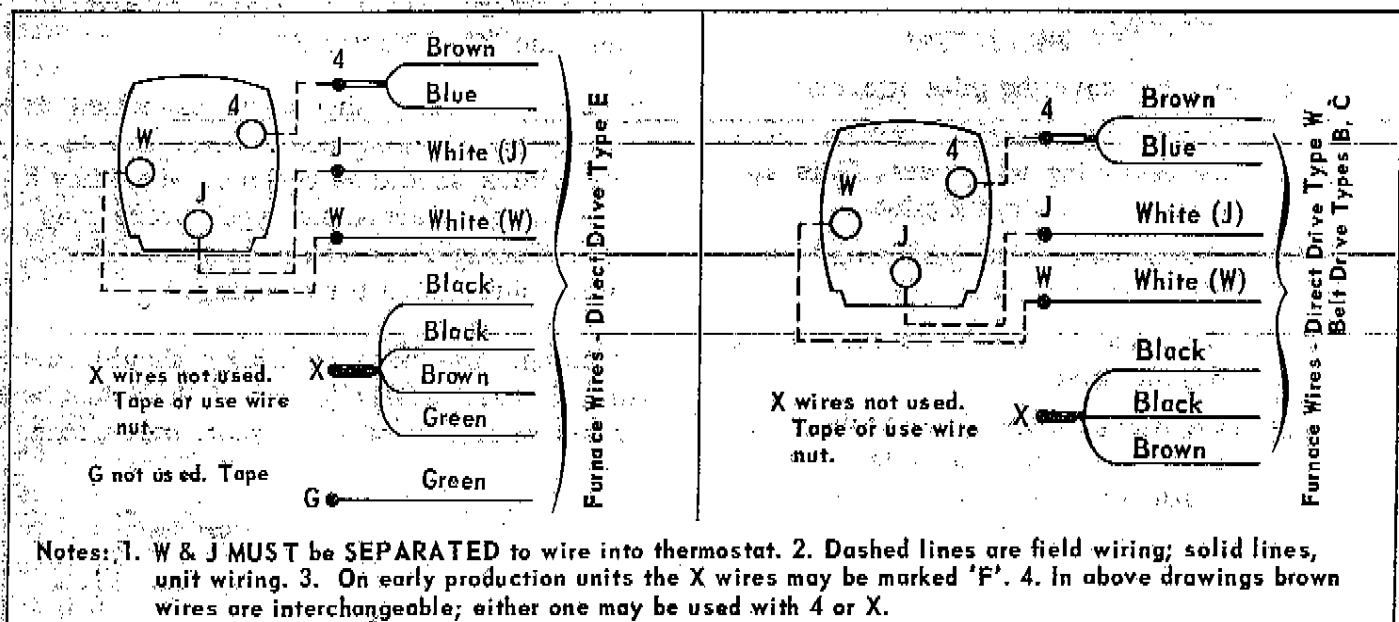 4
Brown
Blue
4
W
J
J
White (J)
W
White (W)
Black
Black
X
Brown
Green
X wires not used.
Tape or use wire
nut.
G not used. Tape
G
Green
Furnace Wires - Direct Drive Type E
4
Brown
Blue
4
W
J
J
White (J)
W
White (W)
Black
X
Black
Brown
X wires not used.
Tape or use wire
nut.
Furnace Wires - Direct Drive Type W
Belt Drive Types B, C
Notes: 1. W & J MUST be SEPARATED to wire into thermostat. 2. Dashed lines are field wiring; solid lines,
unit wiring. 3. On early production units the X wires may be marked 'F'. 4. In above drawings brown
wires are interchangeable; either one may be used with 4 or X.